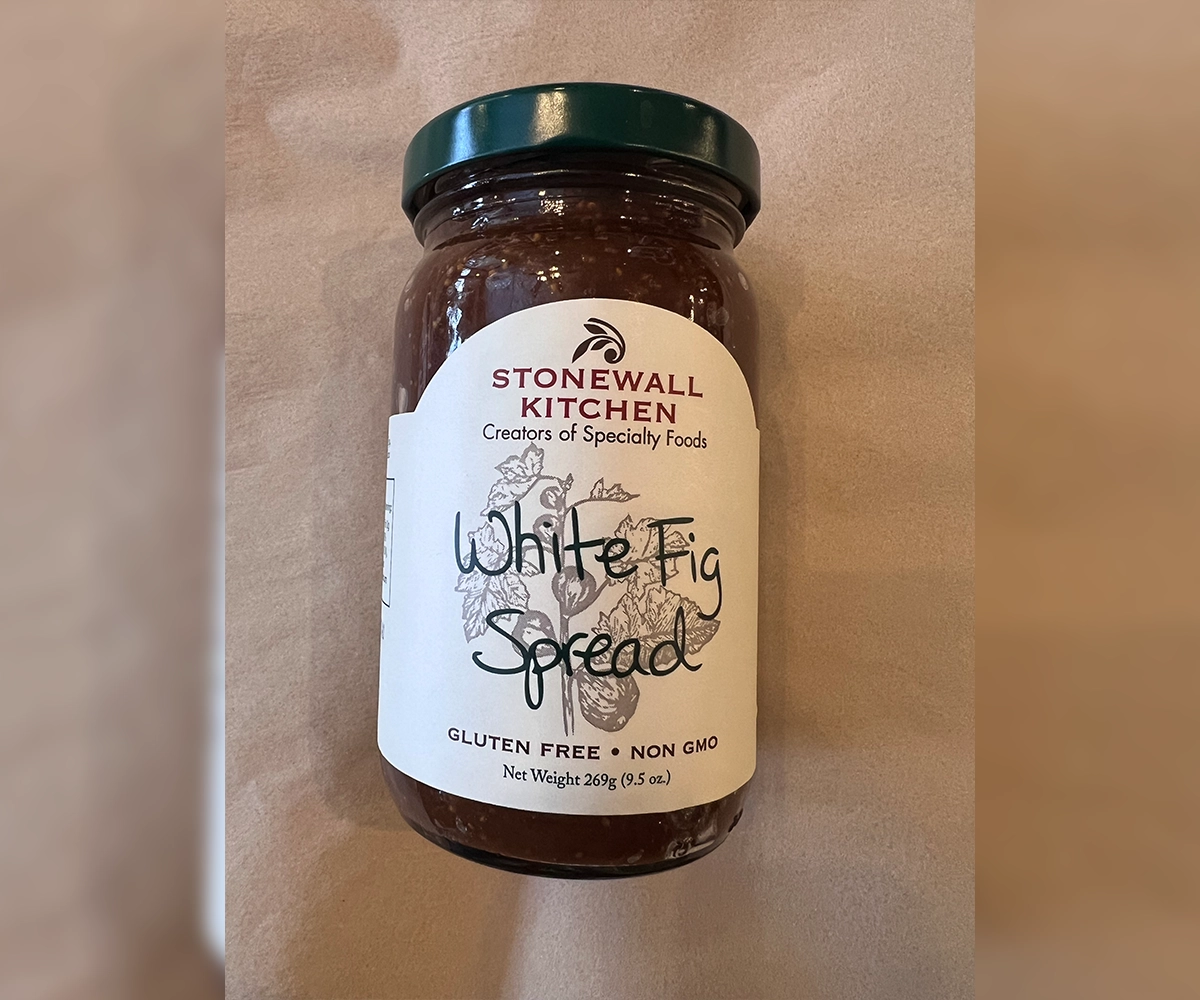 STONEWALL
KITCHEN
Creators of Specialty Foods
White Fig
Spread
GLUTEN FREE • NON GMO
Net Weight 269g (9.5 oz.)